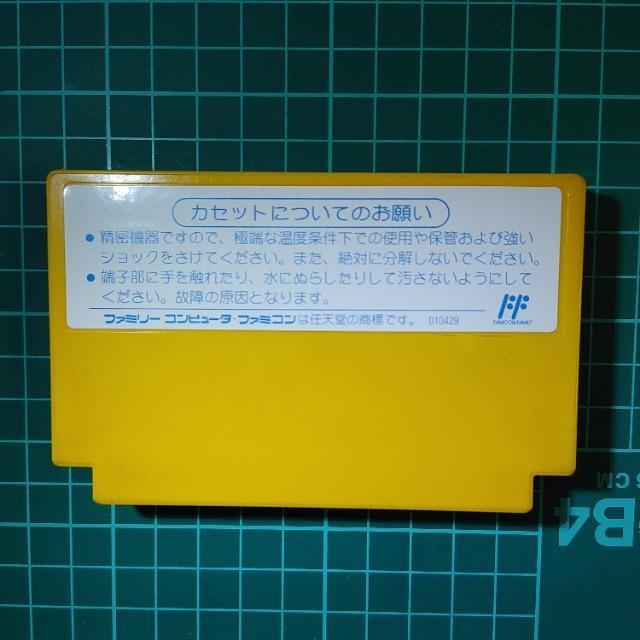 カセットについてのお願い
● 精密機器ですので、極端な温度条件下での使用や保管および強い
ショックをさけてください。また、絶対に分解しないでください。
● 端子部に手を触れたり、水にぬらしたりして汚さないようにして
ください。故障の原因となります。
ファミリー コンピュータ・ファミコンは任天堂の商標です。 010429
FAMICOM FAMILY
CM
B4